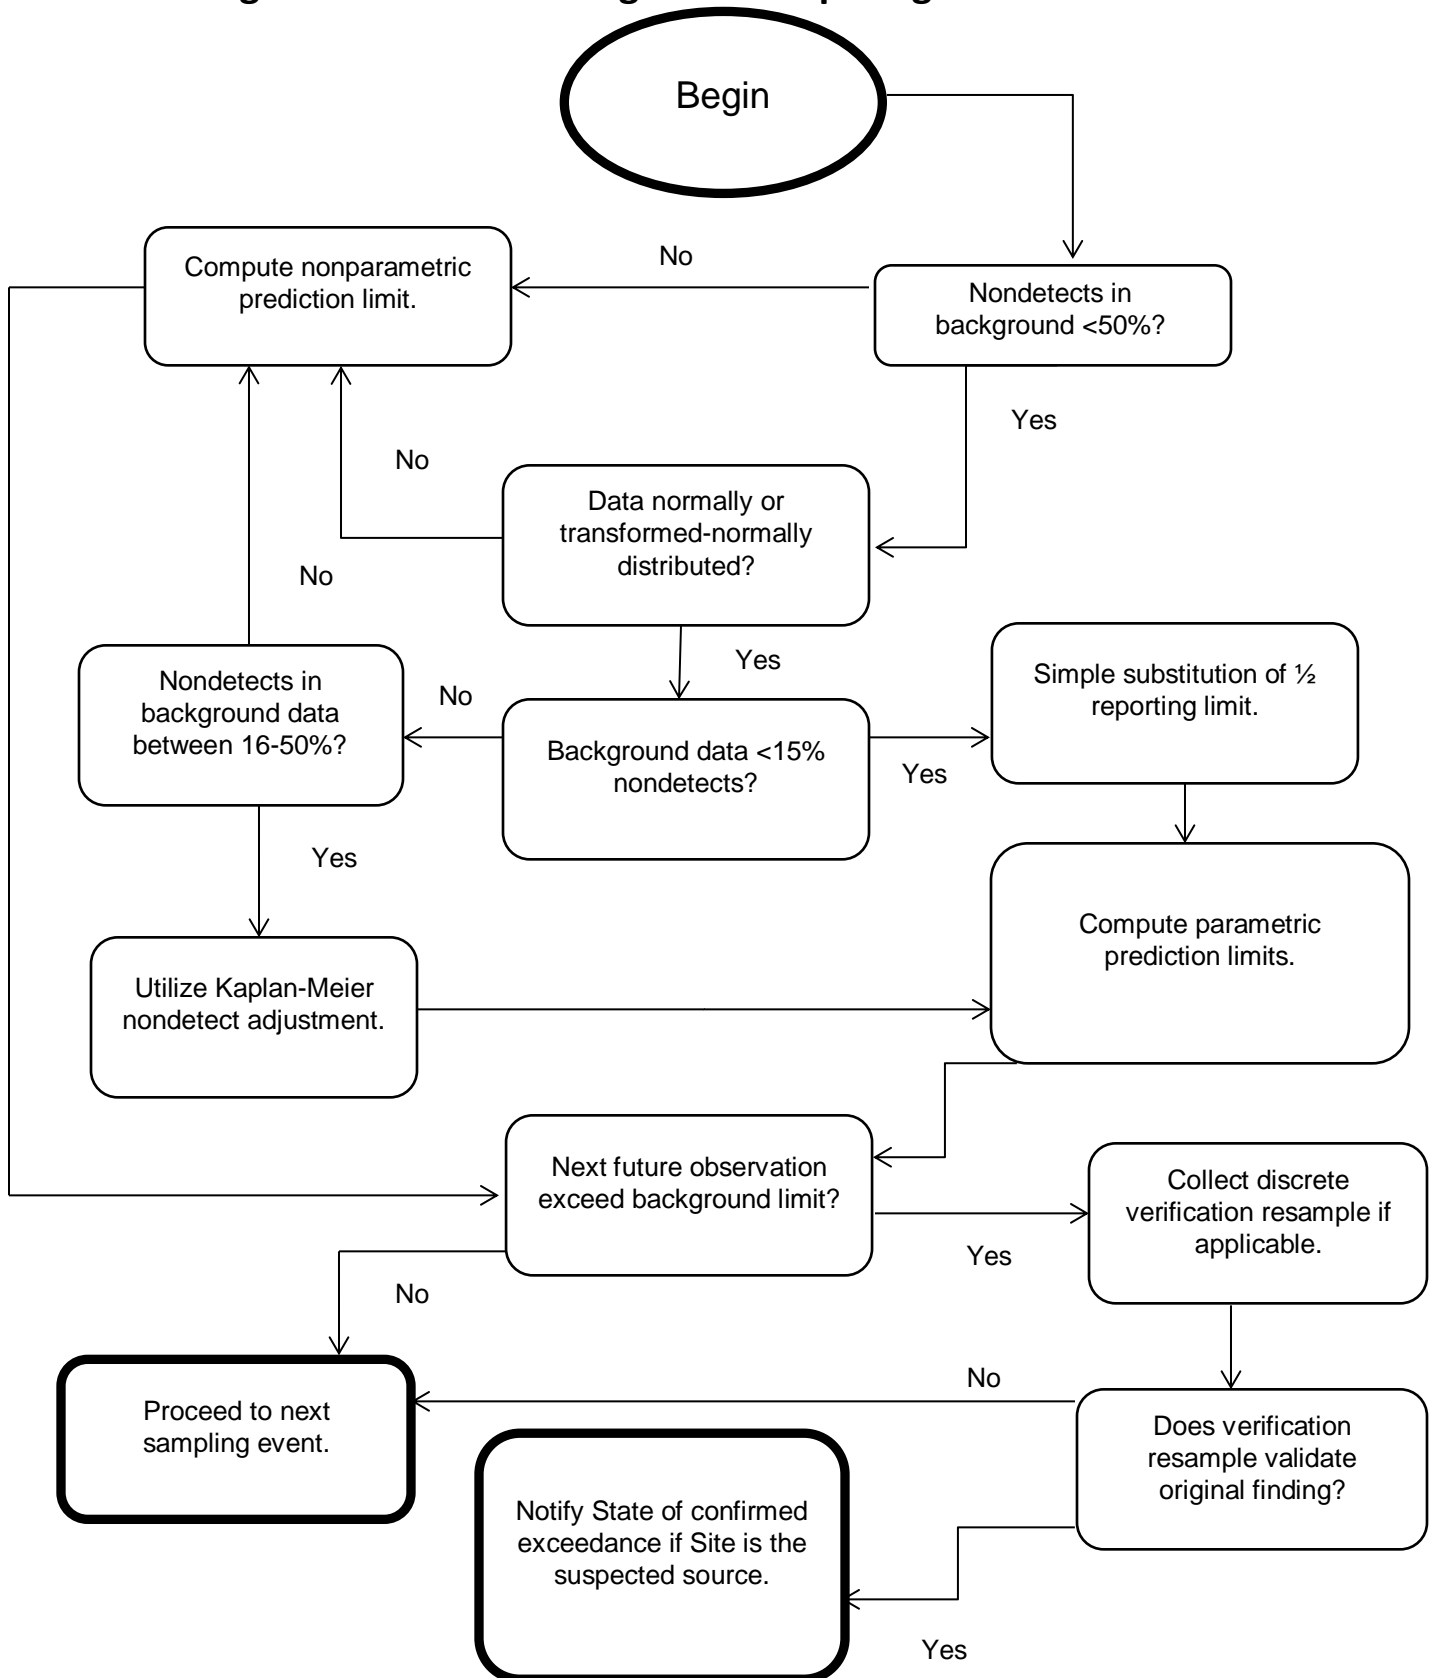 Begin
No
Compute nonparametric
prediction limit.
Nondetects in
background <50%?
Yes
No
Data normally or
transformed-normally
distributed?
No
Yes
Simple substitution of ½
reporting limit.
Nondetects in
background data
between 16-50%?
No
Background data <15%
nondetects?
Yes
Yes
Compute parametric
prediction limits.
Utilize Kaplan-Meier
nondetect adjustment.
Next future observation
exceed background limit?
Collect discrete
verification resample if
applicable.
Yes
No
No
Proceed to next
sampling event.
Does verification
resample validate
original finding?
Notify State of confirmed
exceedance if Site is the
suspected source.
Yes